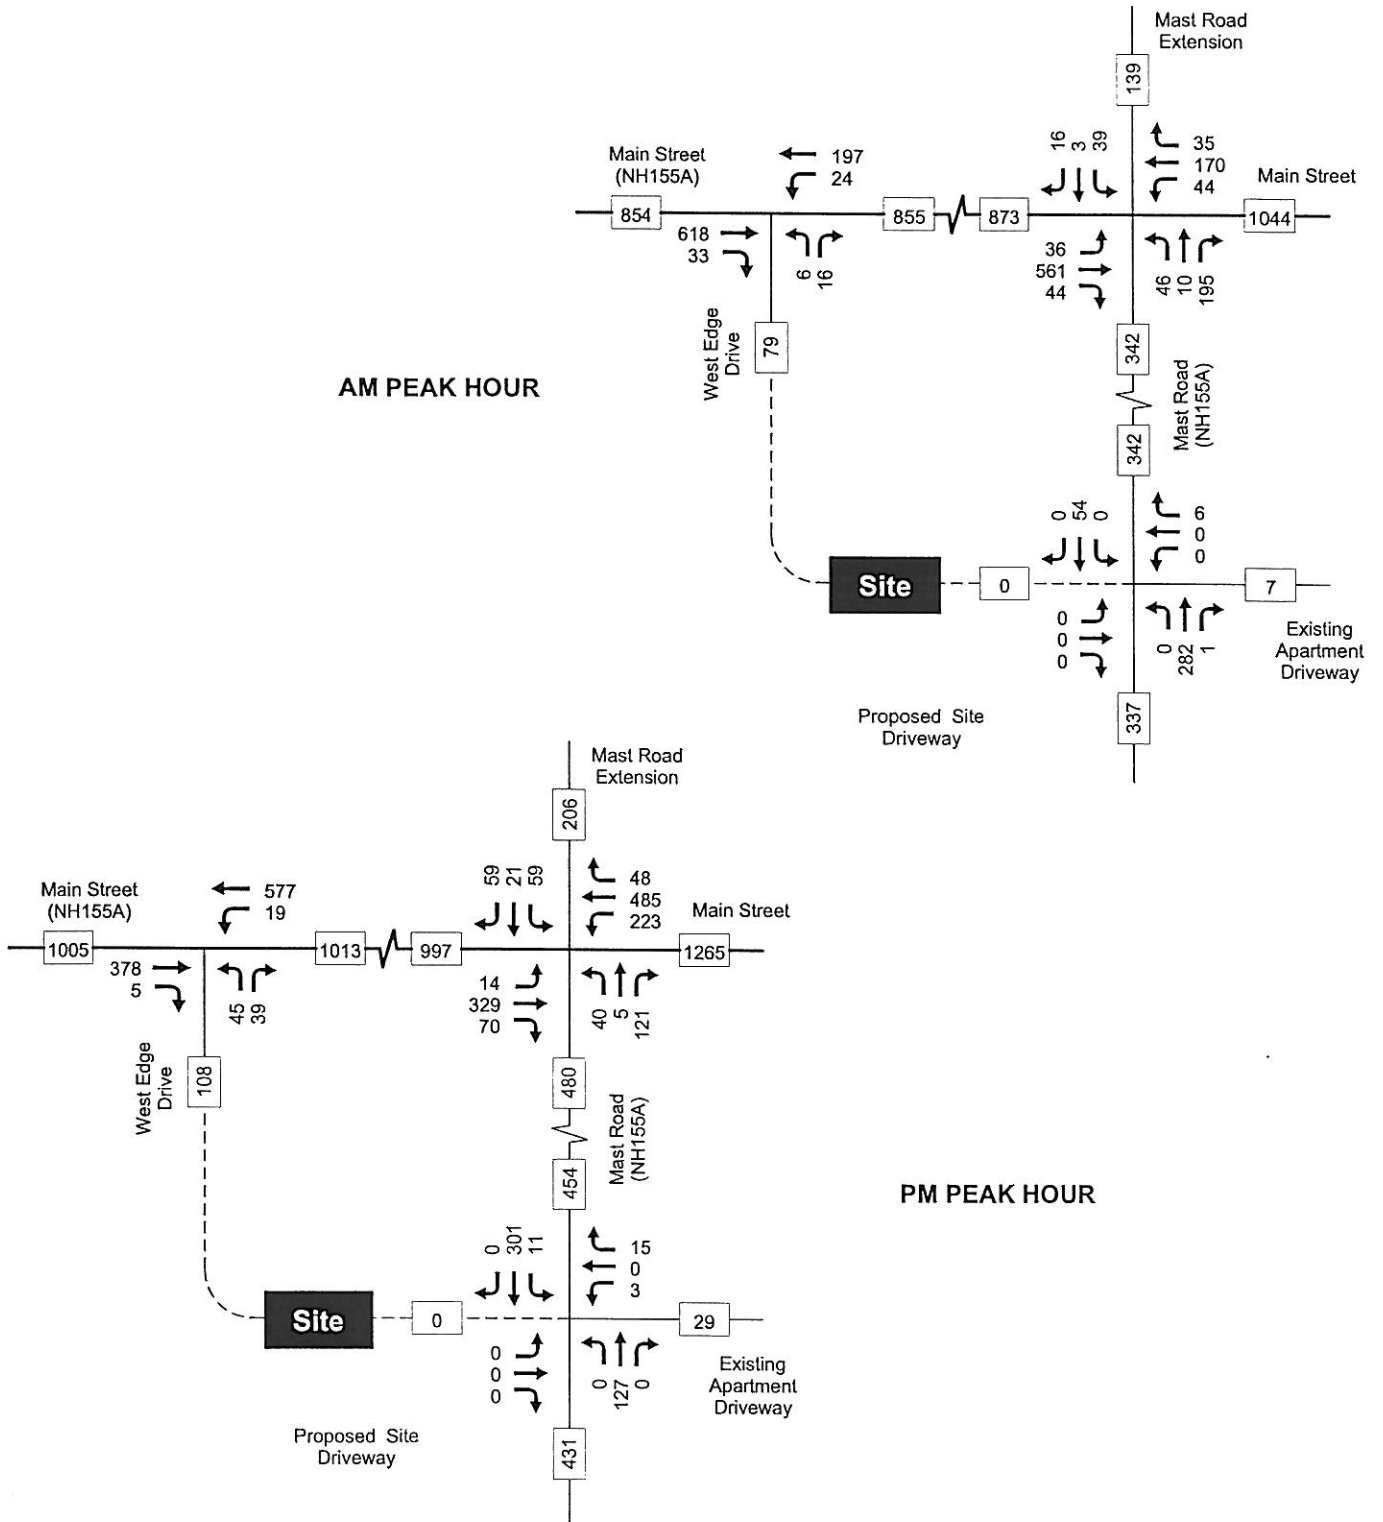 Mast Road
Extension
139
16 3 39
35
170
44
Main Street
(NH155A)
197
24
Main Street
854
855
873
1044
618
33
6 16
36
561
44
46 10 195
West Edge
Drive
79
342
Mast Road
(NH155A)
AM PEAK HOUR
342
0 54 0
6
0
0
Site
0
7
0
0
0
0 282 1
Existing
Apartment
Driveway
Proposed Site
Driveway
337
Mast Road
Extension
206
59 21 59
48
485
223
Main Street
(NH155A)
577
19
Main Street
1005
1013
997
1265
378
5
45 39
14
329
70
40 5 121
West Edge
Drive
108
480
Mast Road
(NH155A)
454
PM PEAK HOUR
0 301 11
15
0
3
Site
0
29
0
0
0
0 127 0
Existing
Apartment
Driveway
Proposed Site
Driveway
431